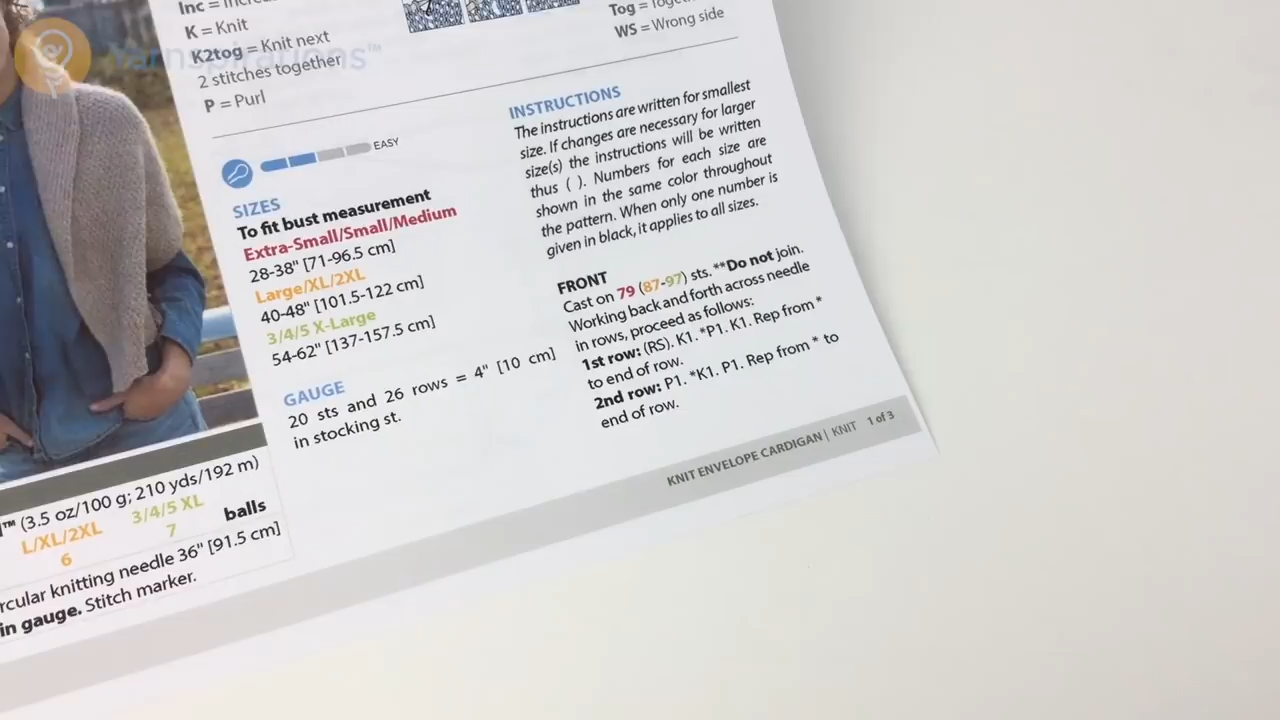 Yarnspirations™
K = Knit
K2tog = Knit next
2 stitches together
P = Purl
WS = Wrong side
EASY
SIZES
To fit bust measurement
Extra-Small/Small/Medium
28-38" [71-96.5 cm]
Large/XL/2XL
40-48" [101.5-122 cm]
3/4/5 X-Large
54-62" [137-157.5 cm]
GAUGE
20 sts and 26 rows = 4" [10 cm]
in stocking st.
INSTRUCTIONS
The instructions are written for smallest
size. If changes are necessary for larger
size(s) the instructions will be written
thus ( ). Numbers for each size are
shown in the same color throughout
the pattern. When only one number is
given in black, it applies to all sizes.
FRONT
Cast on 79 (87-97) sts. **Do not join.
Working back and forth across needle
in rows, proceed as follows:
1st row: (RS). K1. *P1. K1. Rep from *
to end of row.
2nd row: P1. *K1. P1. Rep from * to
end of row.
™ (3.5 oz/100 g; 210 yds/192 m)
L/XL/2XL 3/4/5 XL
6 7 balls
knitting needle 36" [91.5 cm]
in gauge. Stitch marker.
KNIT ENVELOPE CARDIGAN | KNIT 1 of 3